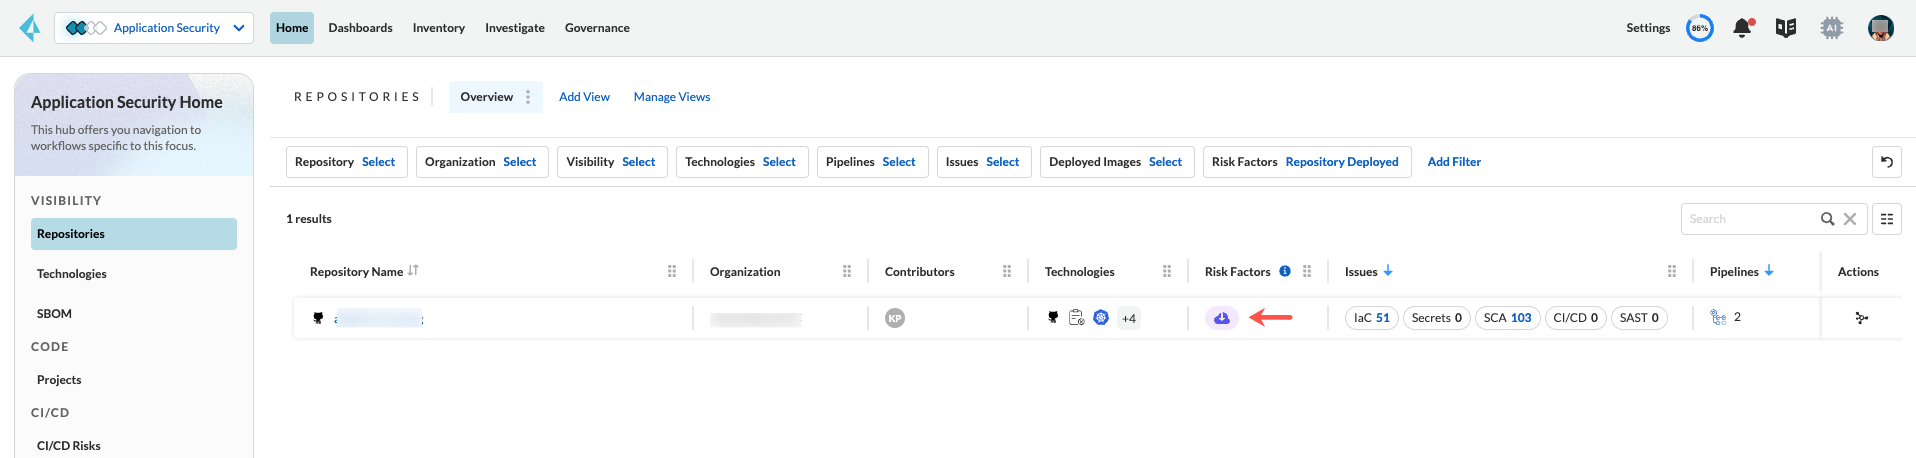 Application Security Home Dashboards Inventory Investigate Governance Settings 86% AI
Application Security Home
This hub offers you navigation to
workflows specific to this focus.
VISIBILITY
Repositories
Technologies
SBOM
CODE
Projects
CI/CD
CI/CD Risks
REPOSITORIES Overview Add View Manage Views
Repository Select Organization Select Visibility Select Technologies Select Pipelines Select Issues Select Deployed Images Select Risk Factors Repository Deployed Add Filter
1 results Search
Repository Name Organization Contributors Technologies Risk Factors Issues Pipelines Actions
KP +4 IaC 51 Secrets 0 SCA 103 CI/CD 0 SAST 0 2